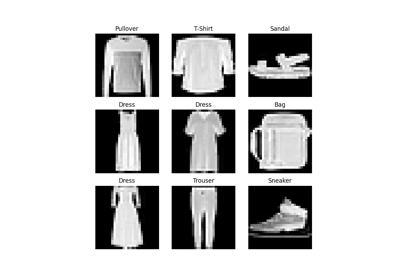 Pullover
T-Shirt
Sandal
Dress
Dress
Bag
Dress
Trouser
Sneaker